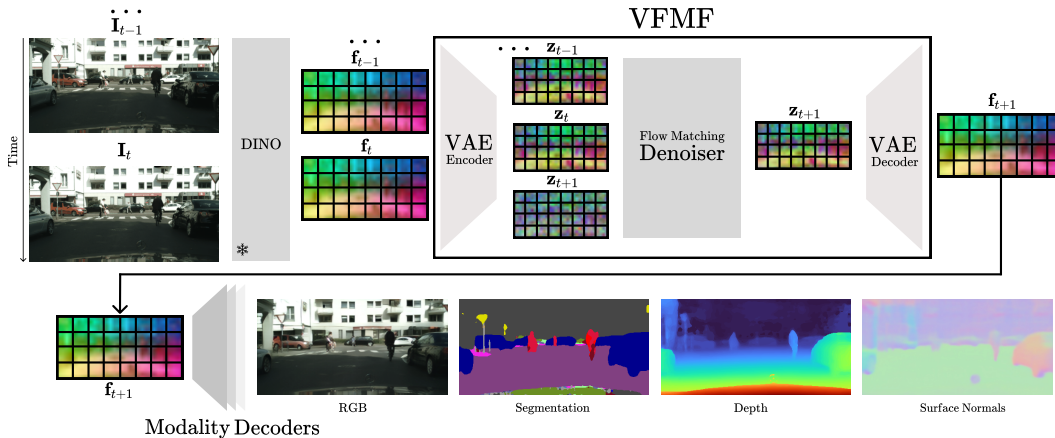 VFMF
. . .
I_{t−1}
. . .
f_{t−1}
. . .
z_{t−1}
Time
DINO
VAE
Encoder
z_t
Flow Matching
Denoiser
z_{t+1}
VAE
Decoder
f_{t+1}
I_t
f_t
z_{t+1}
f_{t+1}
RGB
Segmentation
Depth
Surface Normals
Modality Decoders